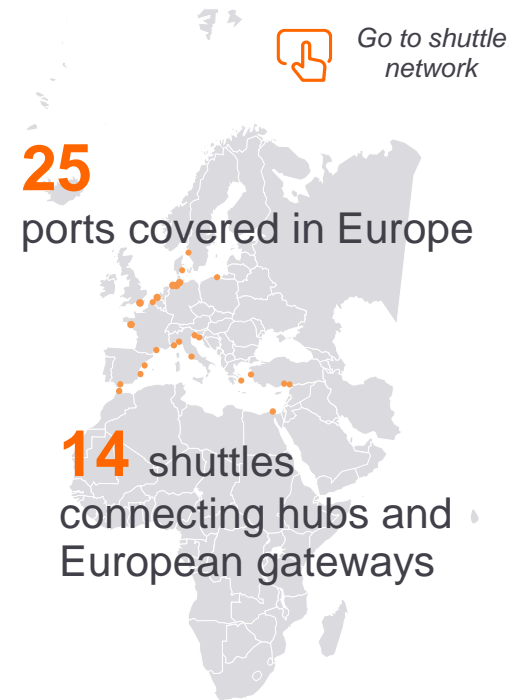 Go to shuttle
network
25
ports covered in Europe
14 shuttles
connecting hubs and
European gateways